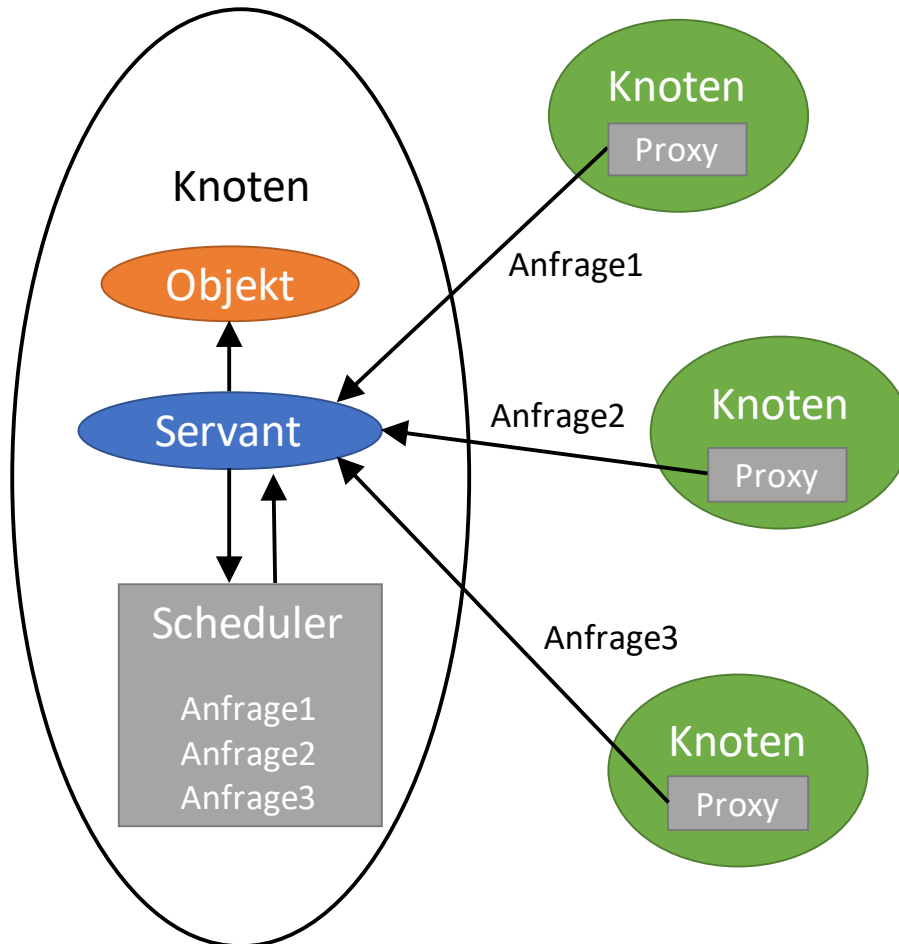 Knoten
Proxy
Knoten
Anfrage1
Objekt
Knoten
Anfrage2
Servant
Proxy
Scheduler
Anfrage3
Anfrage1
Anfrage2
Anfrage3
Knoten
Proxy